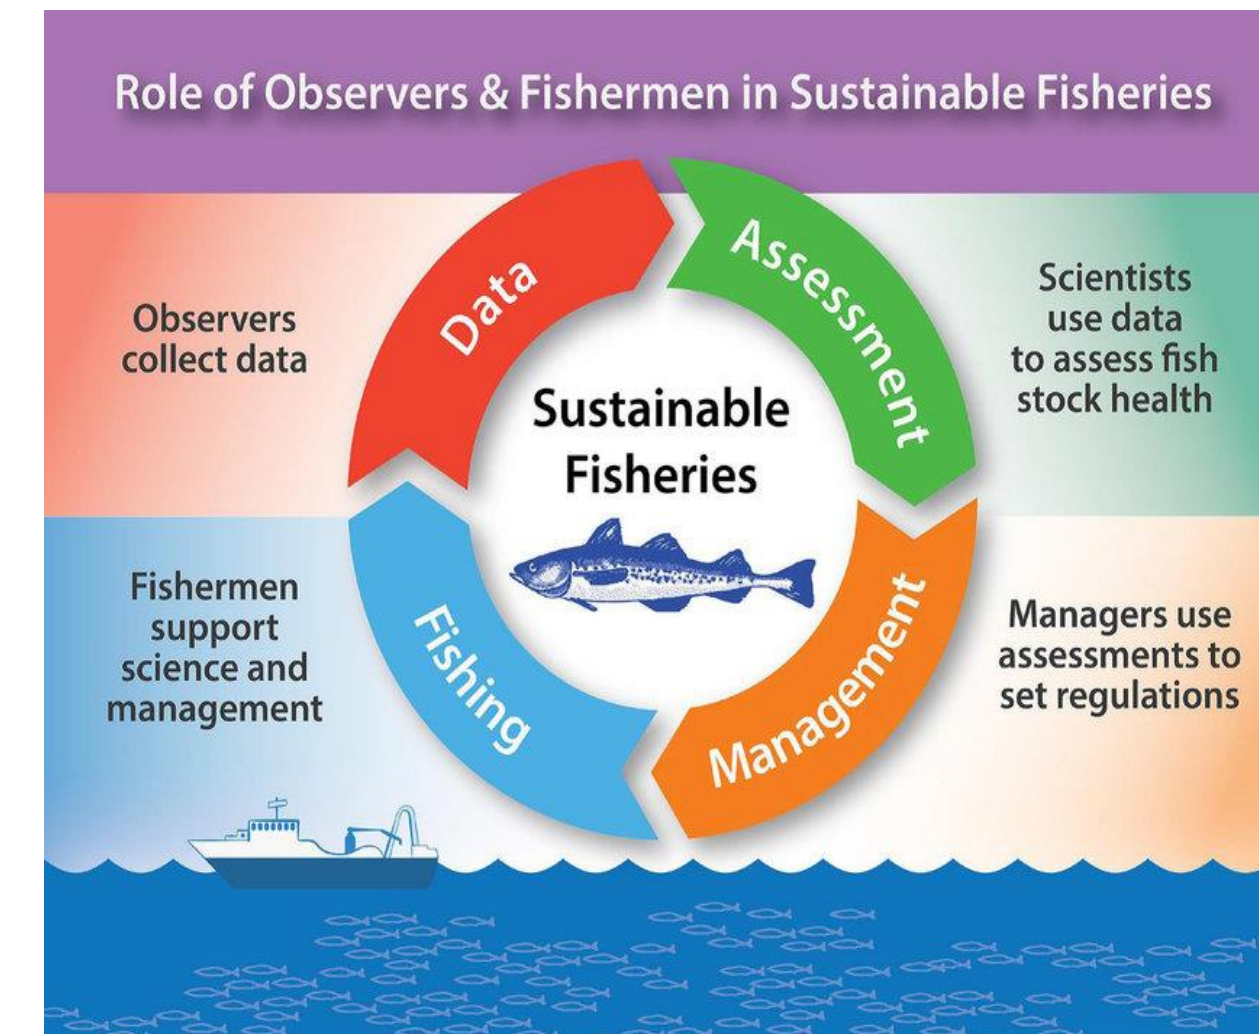 Role of Observers & Fishermen in Sustainable Fisheries
Data
Assessment
Observers
collect data
Scientists
use data
to assess fish
stock health
Sustainable
Fisheries
Fishermen
support
science and
management
Fishing
Management
Managers use
assessments to
set regulations